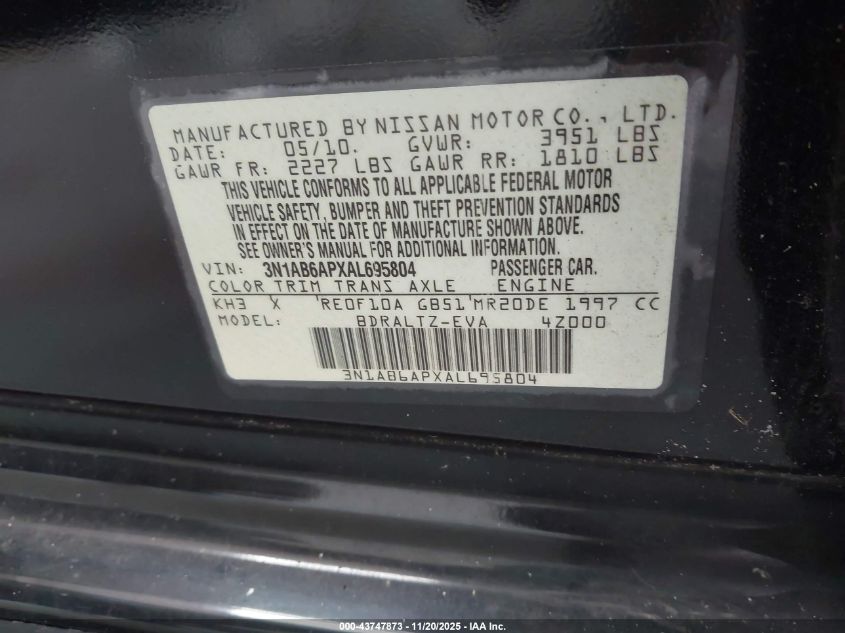 MANUFACTURED BY NISSAN MOTOR CO., LTD.
DATE: 05/10. GVWR: 3951 LBS
GAWR FR: 2227 LBS GAWR RR: 1810 LBS
THIS VEHICLE CONFORMS TO ALL APPLICABLE FEDERAL MOTOR
VEHICLE SAFETY, BUMPER AND THEFT PREVENTION STANDARDS
IN EFFECT ON THE DATE OF MANUFACTURE SHOWN ABOVE.
SEE OWNER'S MANUAL FOR ADDITIONAL INFORMATION.
VIN: 3N1AB6APXAL695804 PASSENGER CAR.
COLOR TRIM TRANS AXLE ENGINE
KH3 X 'RE0F10A GB51'MR20DE 1997 CC
MODEL: BDRALTZ-EVA 4Z000
3N1AB6APXAL695804
000-43747873 - 11/20/2025 - IAA Inc.